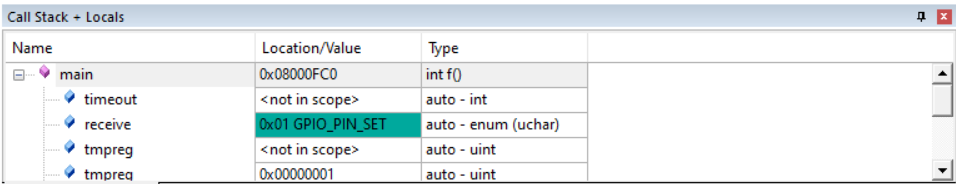 Call Stack + Locals
Name Location/Value Type
main 0x08000FC0 int f()
timeout <not in scope> auto - int
receive 0x01 GPIO_PIN_SET auto - enum (uchar)
tmpreg <not in scope> auto - uint
tmpreg 0x00000001 auto - uint